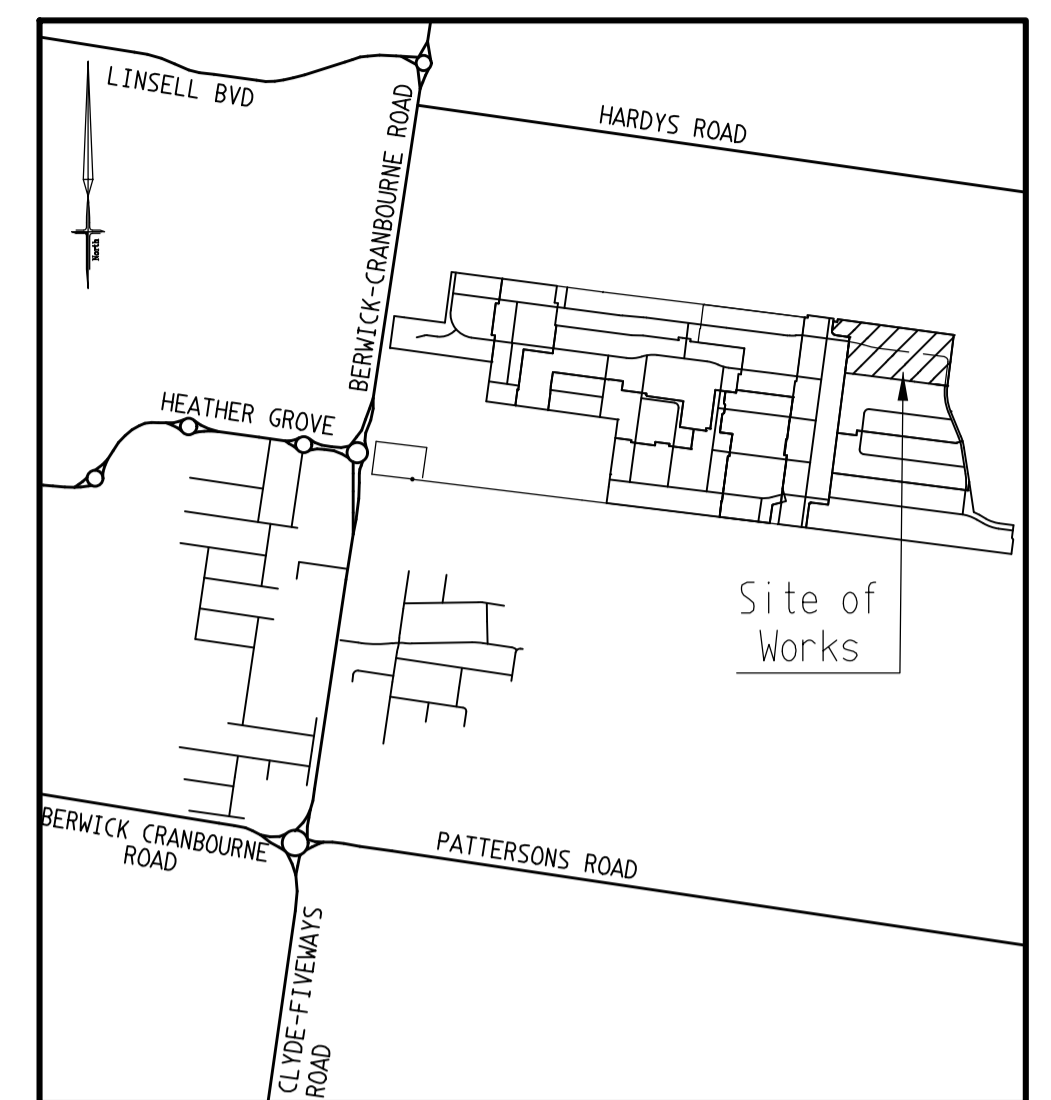 LINSELL BVD
HARDYS ROAD
BERWICK-CRANBOURNE ROAD
North
HEATHER GROVE
Site of
Works
BERWICK CRANBOURNE
ROAD
PATTERSONS ROAD
CLYDE-FIVEWAYS
ROAD